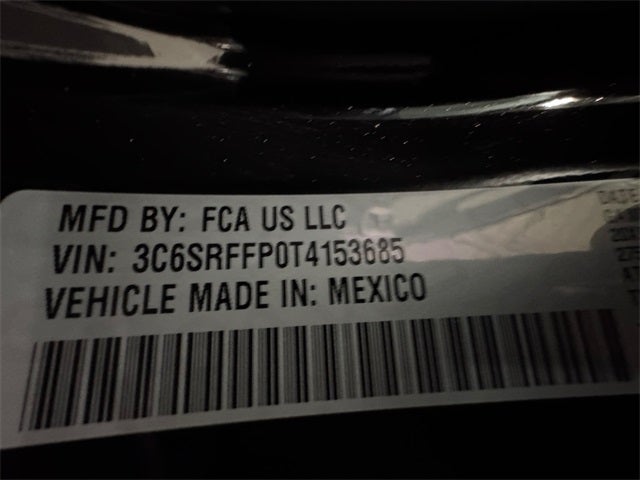 MFD BY: FCA US LLC
VIN: 3C6SRFFP0T4153685
VEHICLE MADE IN: MEXICO